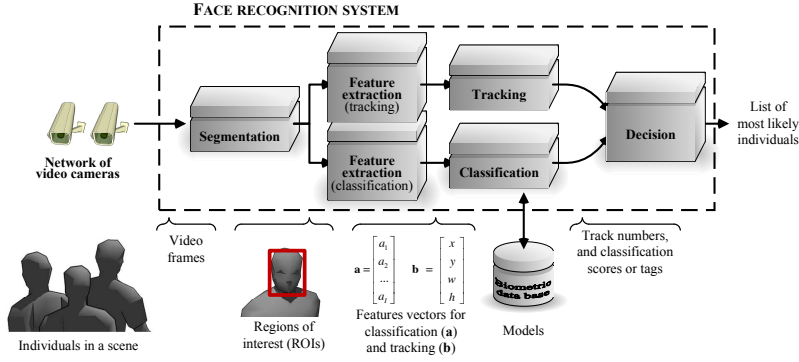 FACE RECOGNITION SYSTEM
Feature
extraction
(tracking)
Tracking
Segmentation
Feature
extraction
(classification)
Classification
Decision
List of
most likely
individuals
Network of
video cameras
Video
frames
a = [ a1 a2 ... aI ]
b = [ x y w h ]
Track numbers,
and classification
scores or tags
Biometric
data base
Individuals in a scene
Regions of
interest (ROIs)
Features vectors for
classification (a)
and tracking (b)
Models